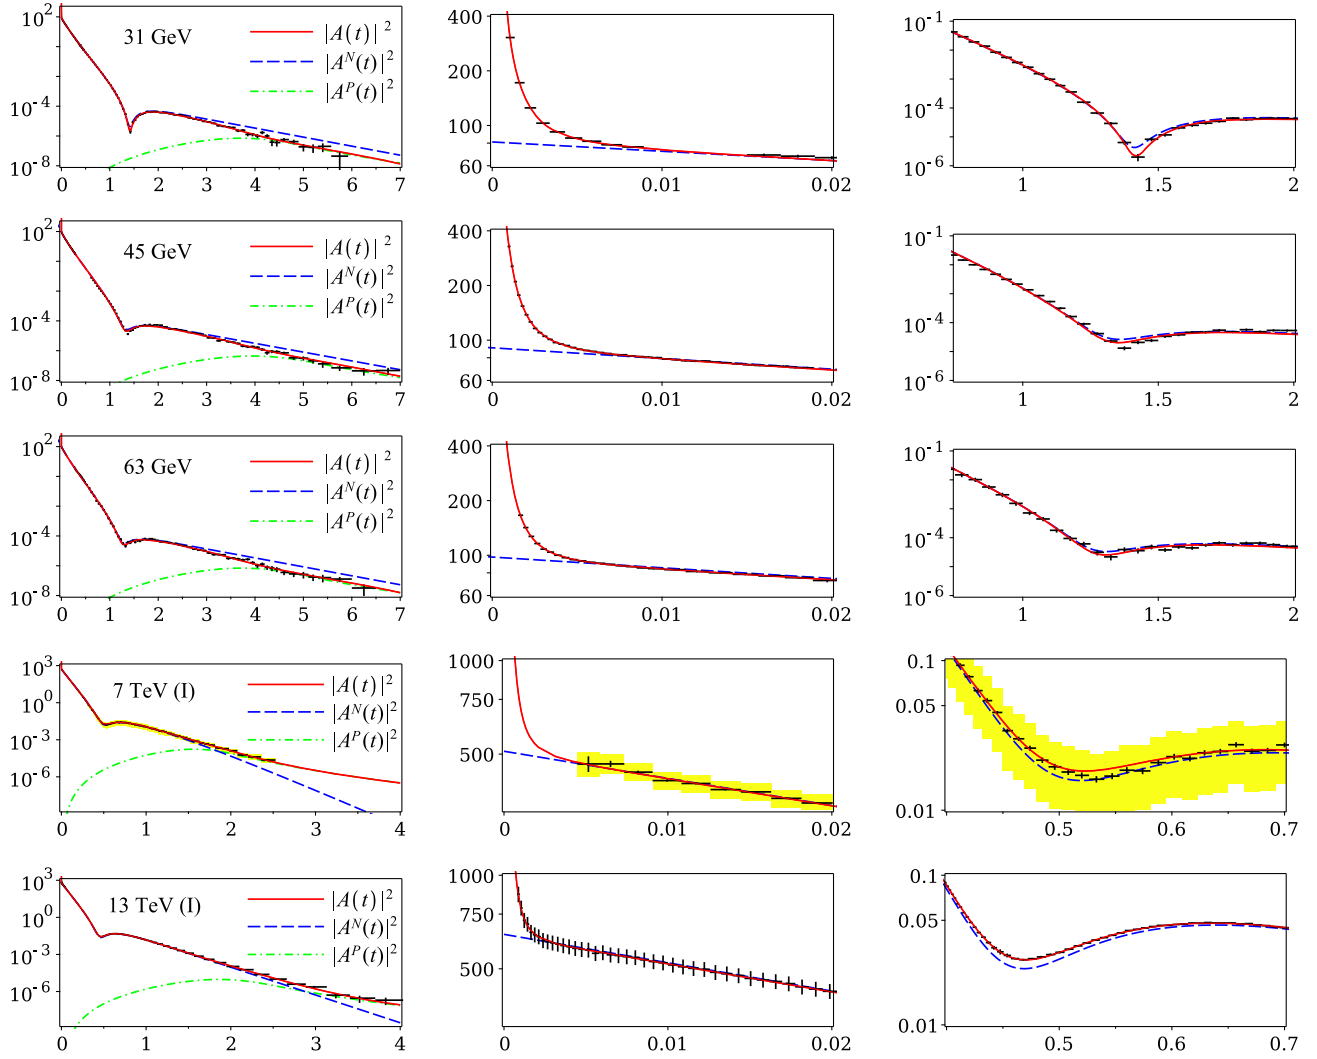 10^2
10^-4
10^-8
31 GeV
|A(t)|^2
|A^N(t)|^2
|A^P(t)|^2
0 1 2 3 4 5 6 7
400
200
100
60
0 0.01 0.02
10^-1
10^-4
10^-6
1 1.5 2
10^2
10^-4
10^-8
45 GeV
|A(t)|^2
|A^N(t)|^2
|A^P(t)|^2
0 1 2 3 4 5 6 7
400
200
100
60
0 0.01 0.02
10^-1
10^-4
10^-6
1 1.5 2
10^2
10^-4
10^-8
63 GeV
|A(t)|^2
|A^N(t)|^2
|A^P(t)|^2
0 1 2 3 4 5 6 7
400
200
100
60
0 0.01 0.02
10^-1
10^-4
10^-6
1 1.5 2
10^3
10^0
10^-3
10^-6
7 TeV (I)
|A(t)|^2
|A^N(t)|^2
|A^P(t)|^2
0 1 2 3 4
1000
750
500
0 0.01 0.02
0.1
0.05
0.01
0.5 0.6 0.7
10^3
10^0
10^-3
10^-6
13 TeV (I)
|A(t)|^2
|A^N(t)|^2
|A^P(t)|^2
0 1 2 3 4
1000
750
500
0 0.01 0.02
0.1
0.05
0.01
0.5 0.6 0.7